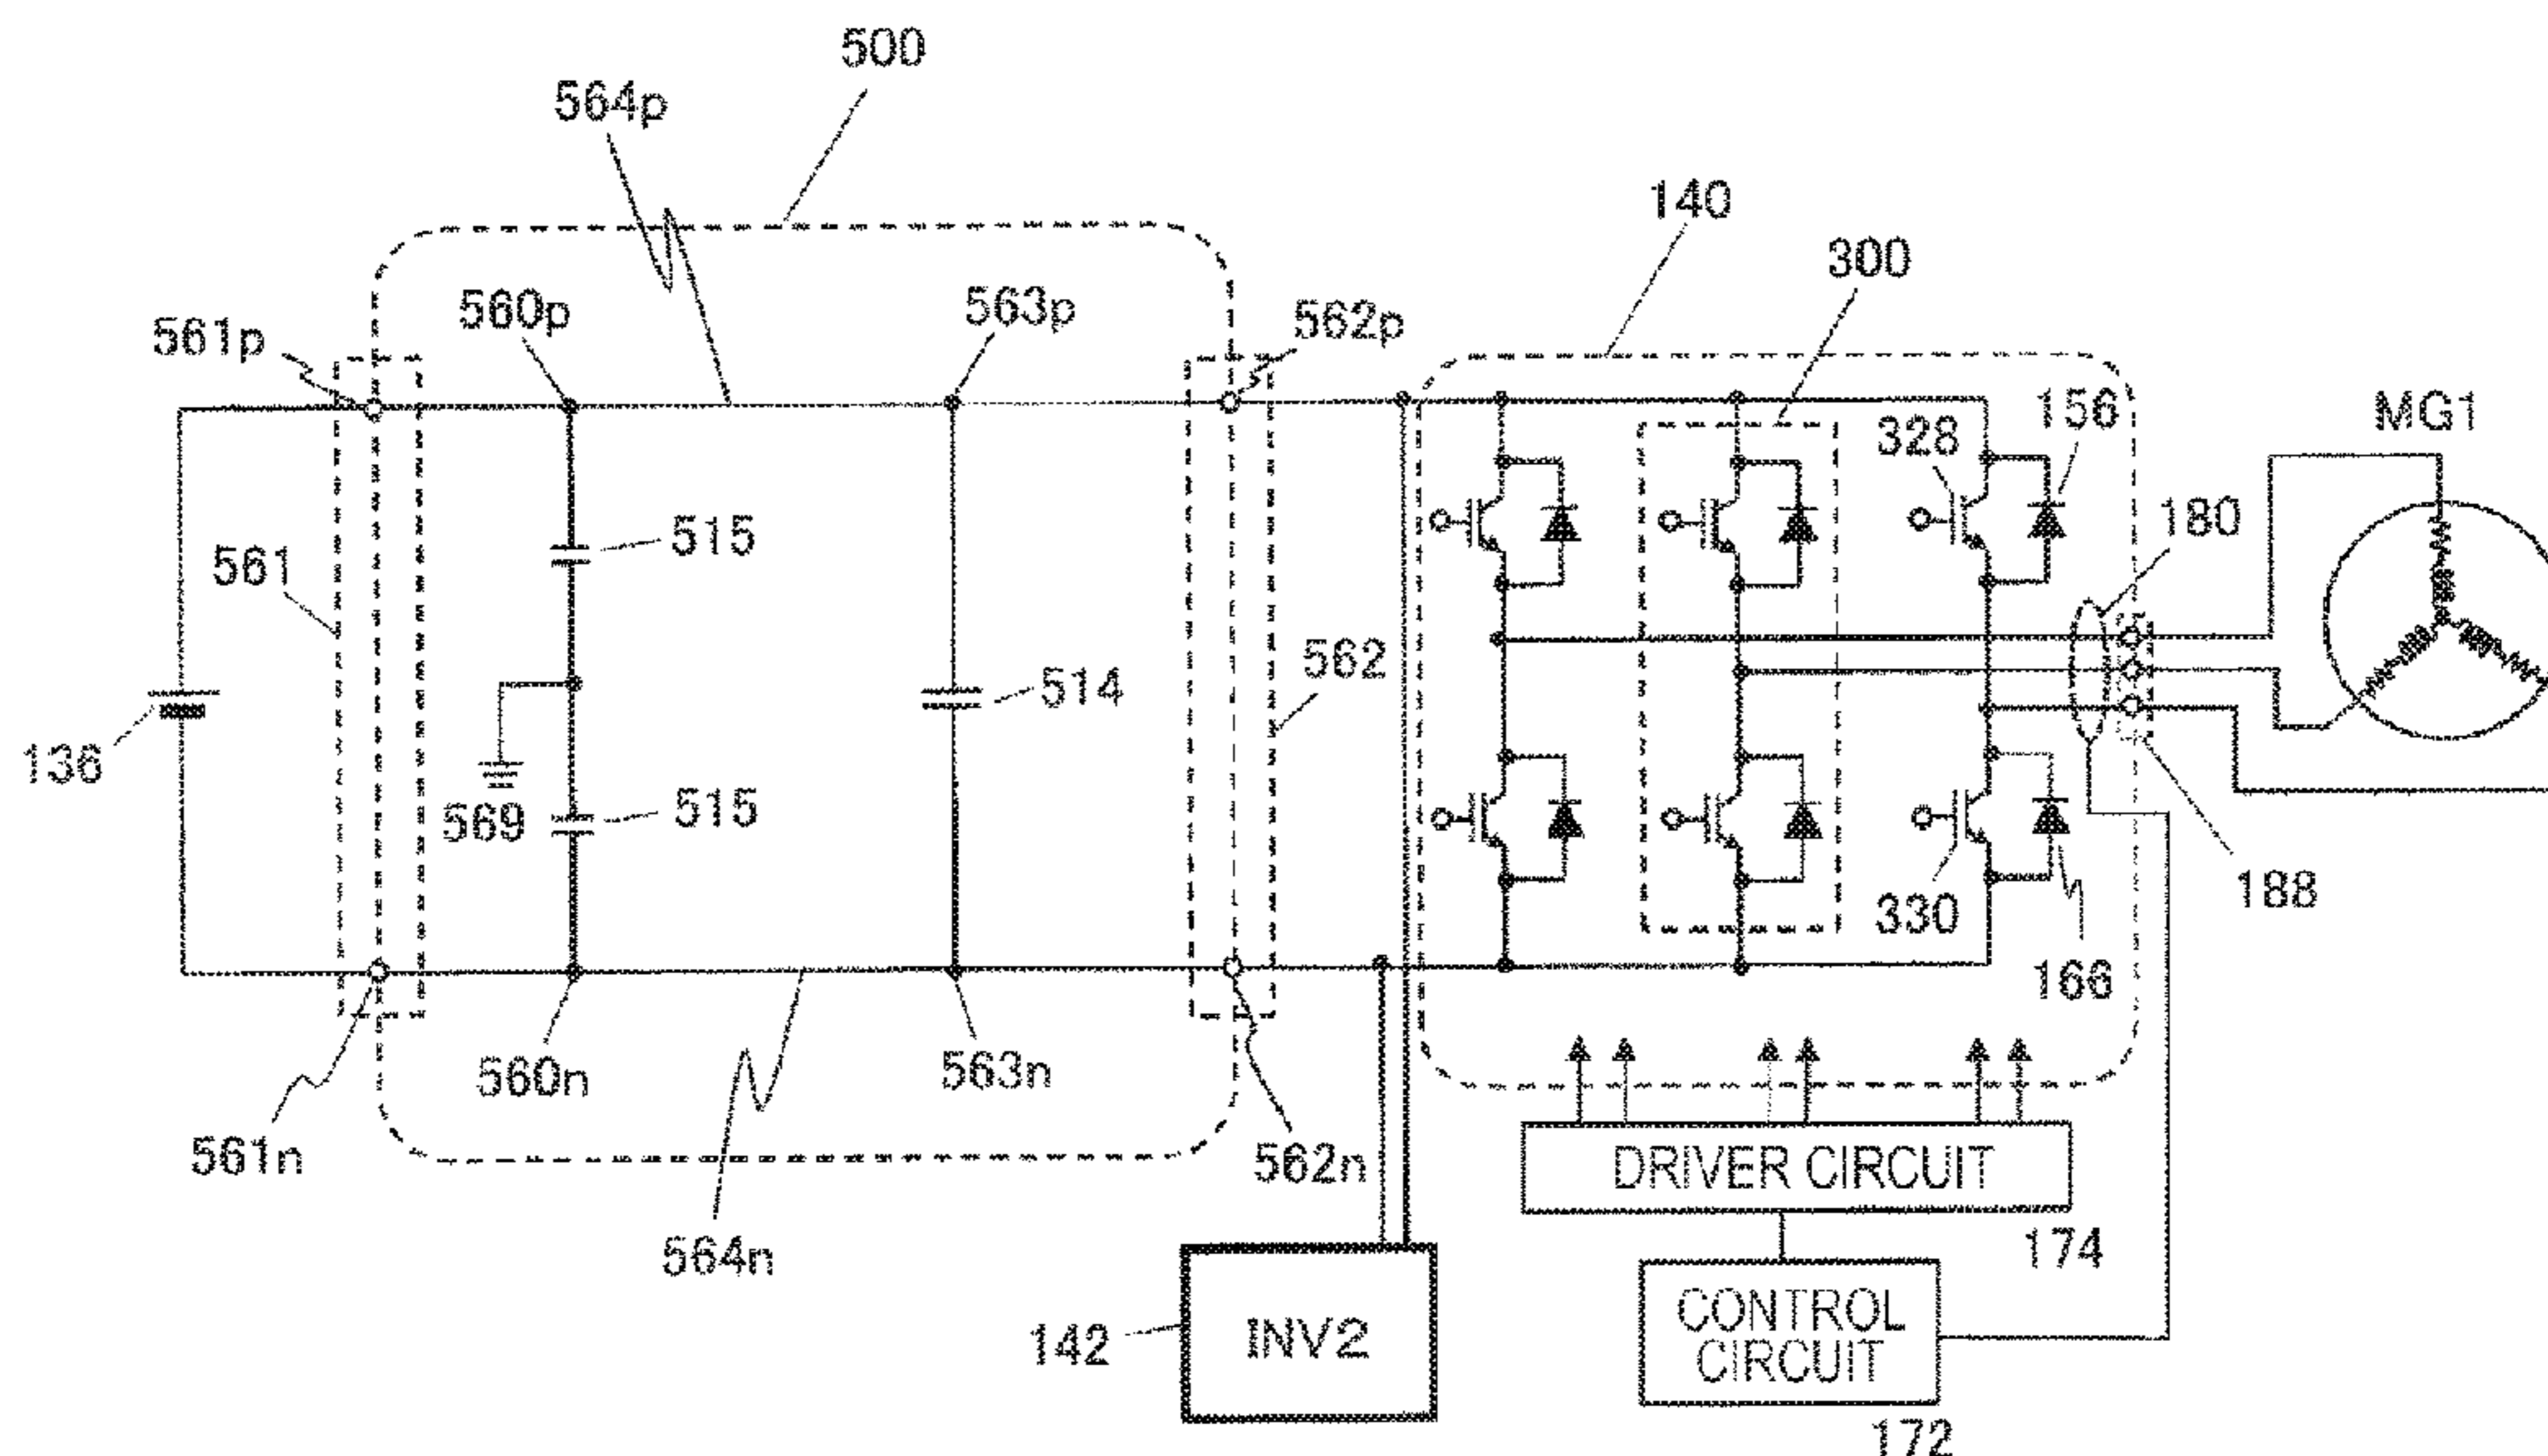 500
564p
140
300
560p
563p
562p
561p
156
MG1
328
180
515
561
562
514
136
569
515
188
330
166
560n
563n
561n
562n
DRIVER CIRCUIT
564n
174
142
INV2
CONTROL
CIRCUIT
172